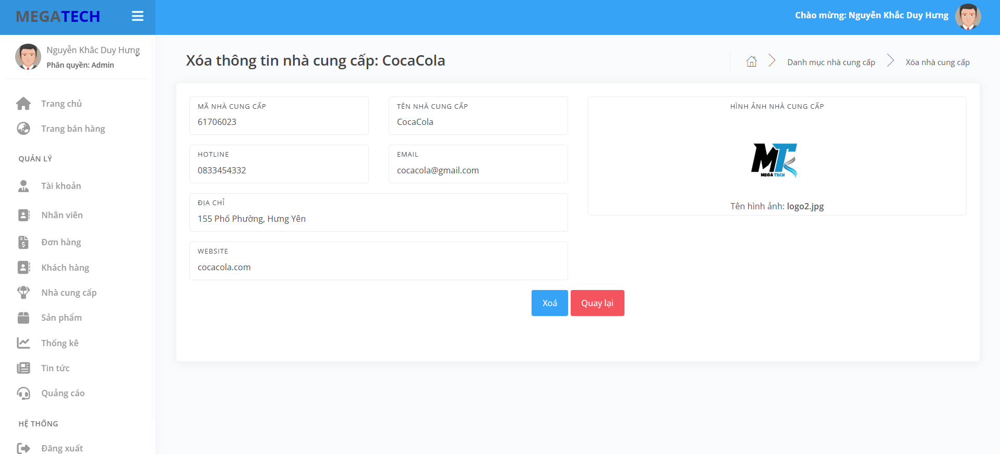 MEGATECH
Chào mừng: Nguyễn Khắc Duy Hưng
Nguyễn Khắc Duy Hưng
Phân quyền: Admin
Trang chủ
Trang bán hàng
QUẢN LÝ
Tài khoản
Nhân viên
Đơn hàng
Khách hàng
Nhà cung cấp
Sản phẩm
Thống kê
Tin tức
Quảng cáo
HỆ THỐNG
Đăng xuất
Xóa thông tin nhà cung cấp: CocaCola
Danh mục nhà cung cấp
Xóa nhà cung cấp
MÃ NHÀ CUNG CẤP
61706023
TÊN NHÀ CUNG CẤP
CocaCola
HOTLINE
0833454332
EMAIL
cocacola@gmail.com
ĐỊA CHỈ
155 Phố Phường, Hưng Yên
WEBSITE
cocacola.com
HÌNH ẢNH NHÀ CUNG CẤP
MT
MEGA TECH
Tên hình ảnh: logo2.jpg
Xoá
Quay lại